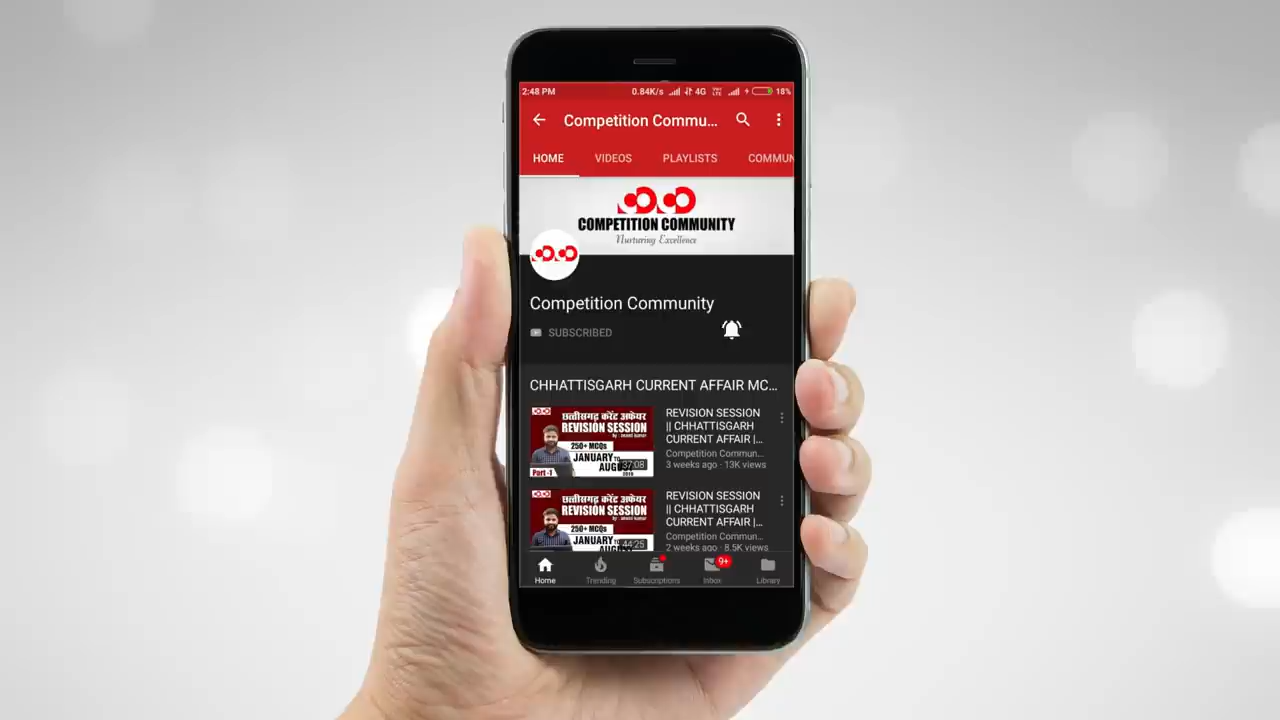 2:48 PM 0.84K/s 4G VoLTE 18%
Competition Commu...
HOME VIDEOS PLAYLISTS COMMUN
COMPETITION COMMUNITY
Nurturing Excellence
Competition Community
SUBSCRIBED
CHHATTISGARH CURRENT AFFAIR MC...
छत्तीसगढ़ करेंट अफेयर
REVISION SESSION
250+ MCQs
JANUARY TO
AUG
Part -1
37:08
REVISION SESSION
|| CHHATTISGARH
CURRENT AFFAIR |...
Competition Commun...
3 weeks ago · 13K views
छत्तीसगढ़ करेंट अफेयर
REVISION SESSION
250+ MCQs
JANUARY TO
44:25
REVISION SESSION
|| CHHATTISGARH
CURRENT AFFAIR |...
Competition Commun...
2 weeks ago · 8.5K views
9+
Home Trending Subscriptions Inbox Library